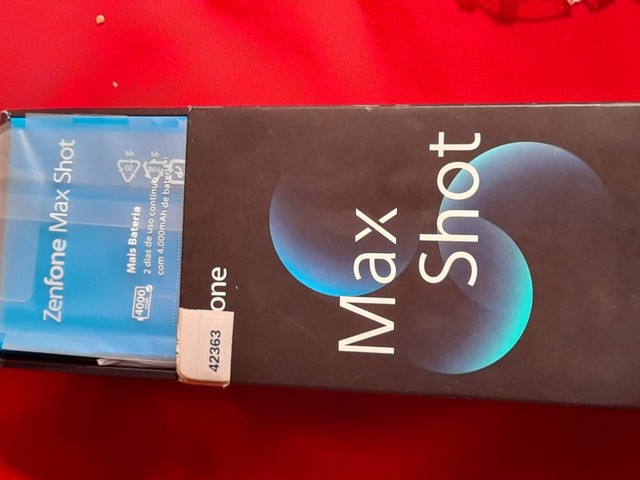 Zenfone Max Shot
4000
mAh
Mais Bateria
2 dias de uso contínuo
com 4.000mAh de bateria
one
42363
Max
Shot